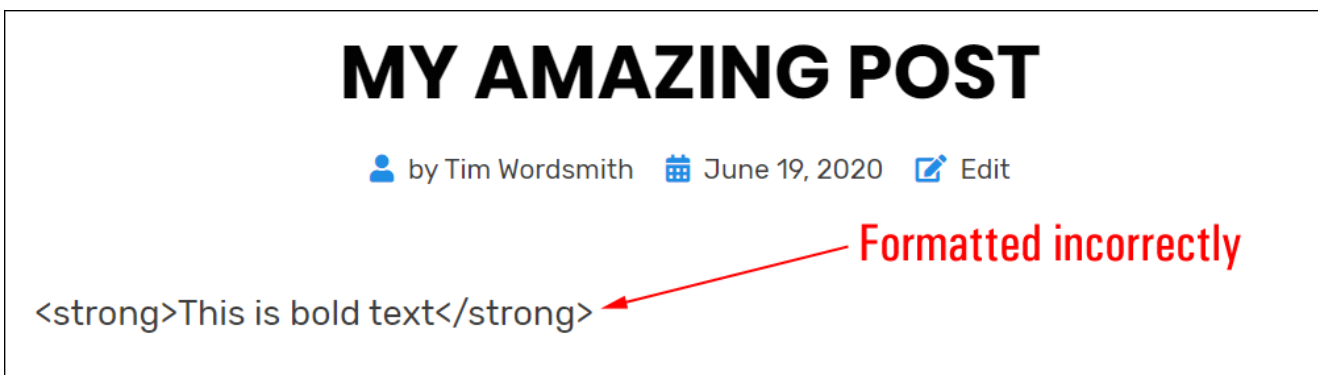 MY AMAZING POST
by Tim Wordsmith June 19, 2020 Edit
Formatted incorrectly
<strong>This is bold text</strong>